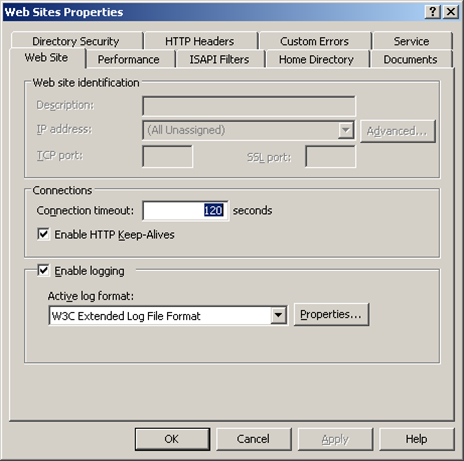 Web Sites Properties
Directory Security HTTP Headers Custom Errors Service
Web Site Performance ISAPI Filters Home Directory Documents
Web site identification
Description:
IP address: (All Unassigned) Advanced...
TCP port: SSL port:
Connections
Connection timeout: 120 seconds
Enable HTTP Keep-Alives
Enable logging
Active log format:
W3C Extended Log File Format Properties...
OK Cancel Apply Help